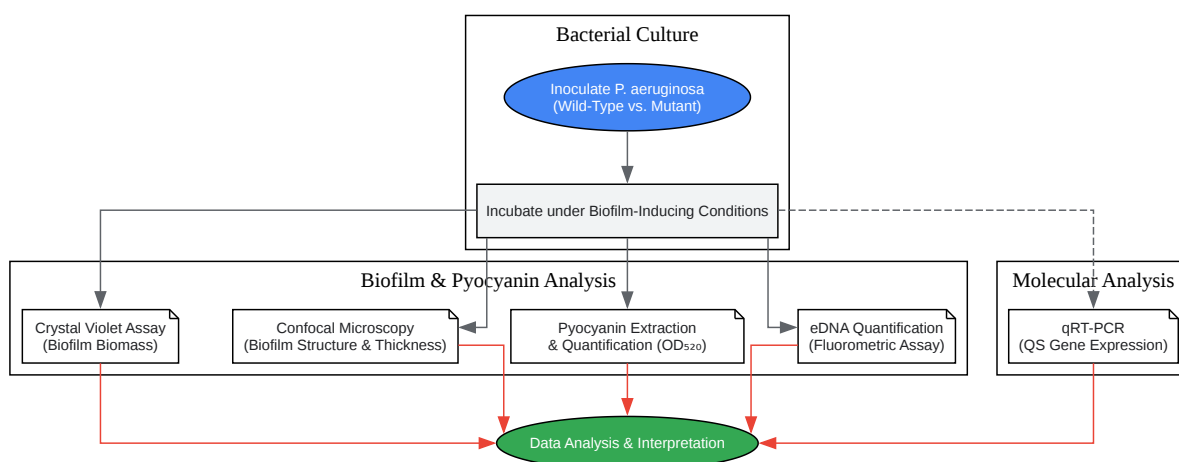 Bacterial Culture
Inoculate P. aeruginosa
(Wild-Type vs. Mutant)
Incubate under Biofilm-Inducing Conditions
Biofilm & Pyocyanin Analysis
Molecular Analysis
Crystal Violet Assay
(Biofilm Biomass)
Confocal Microscopy
(Biofilm Structure & Thickness)
Pyocyanin Extraction
& Quantification (OD₅₂₀)
eDNA Quantification
(Fluorometric Assay)
qRT-PCR
(QS Gene Expression)
Data Analysis & Interpretation